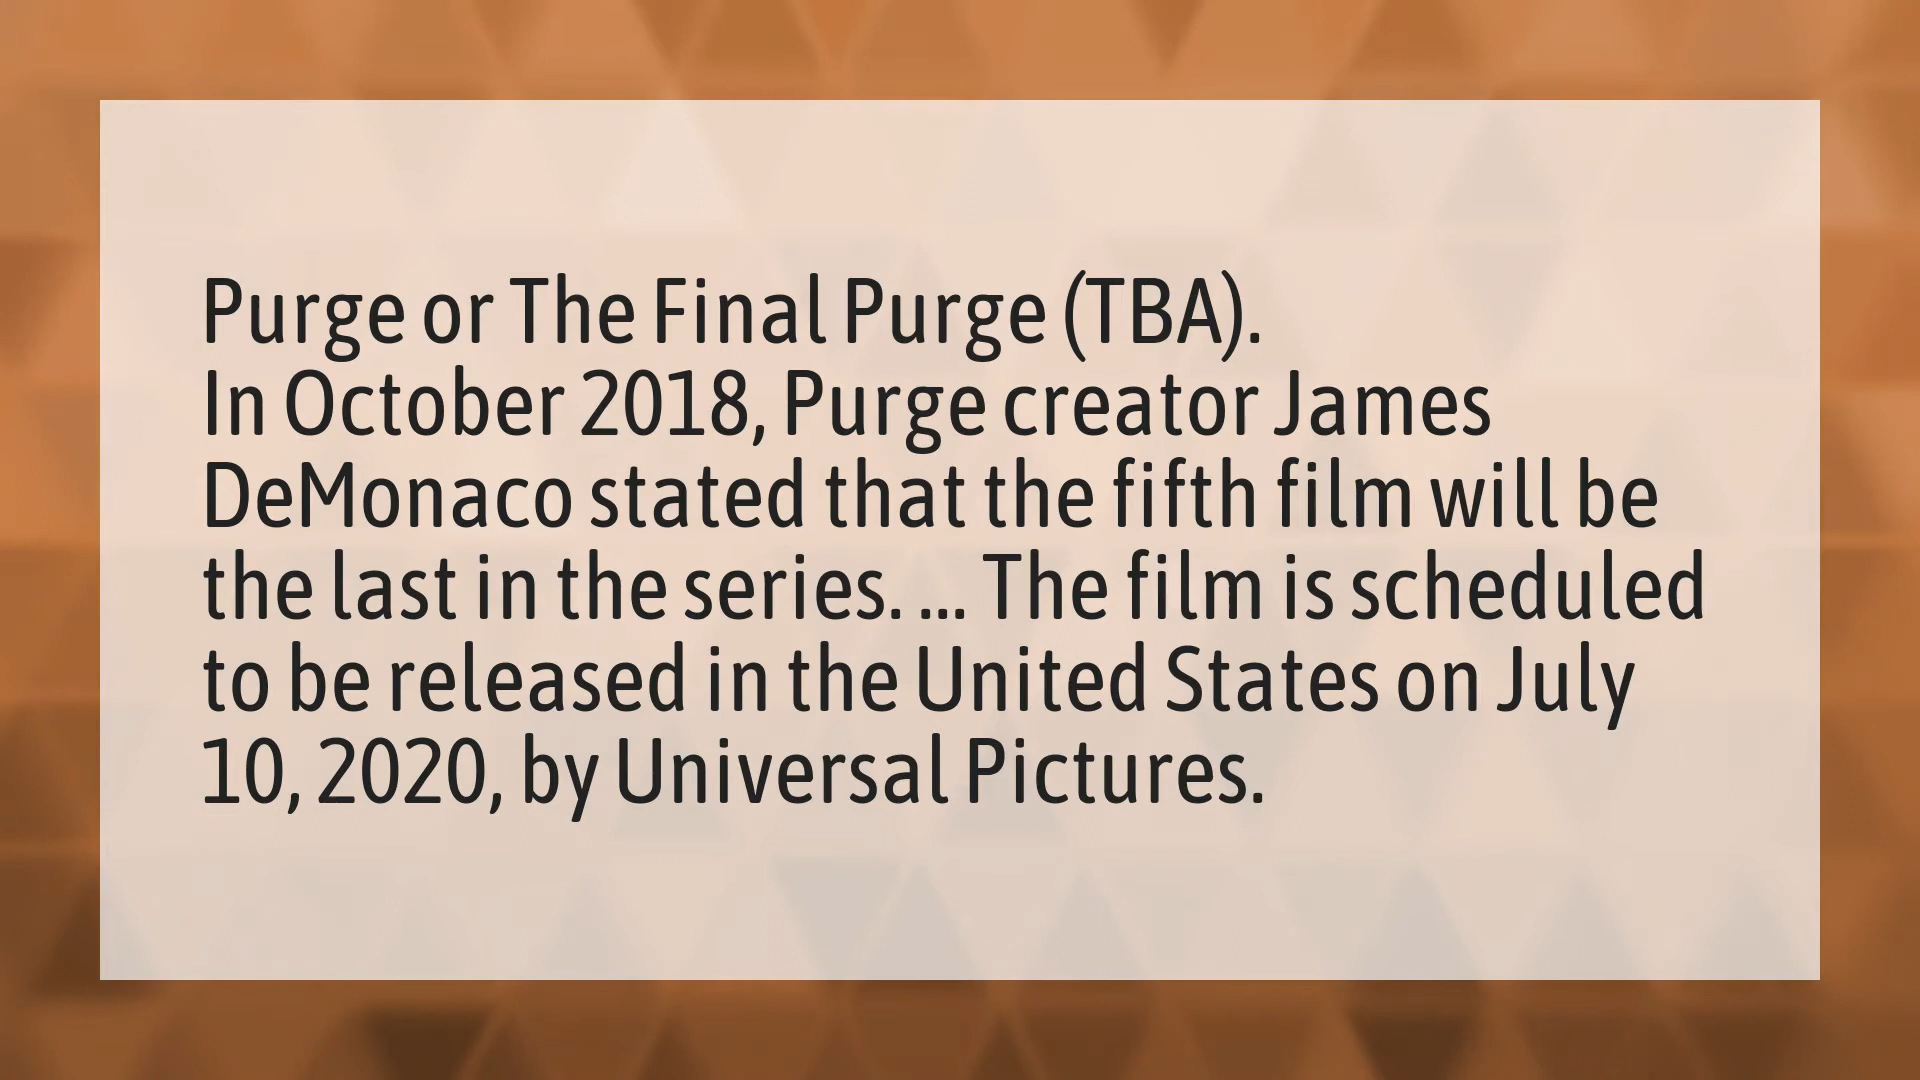 Purge or The Final Purge (TBA).
In October 2018, Purge creator James
DeMonaco stated that the fifth film will be
the last in the series. ... The film is scheduled
to be released in the United States on July
10, 2020, by Universal Pictures.